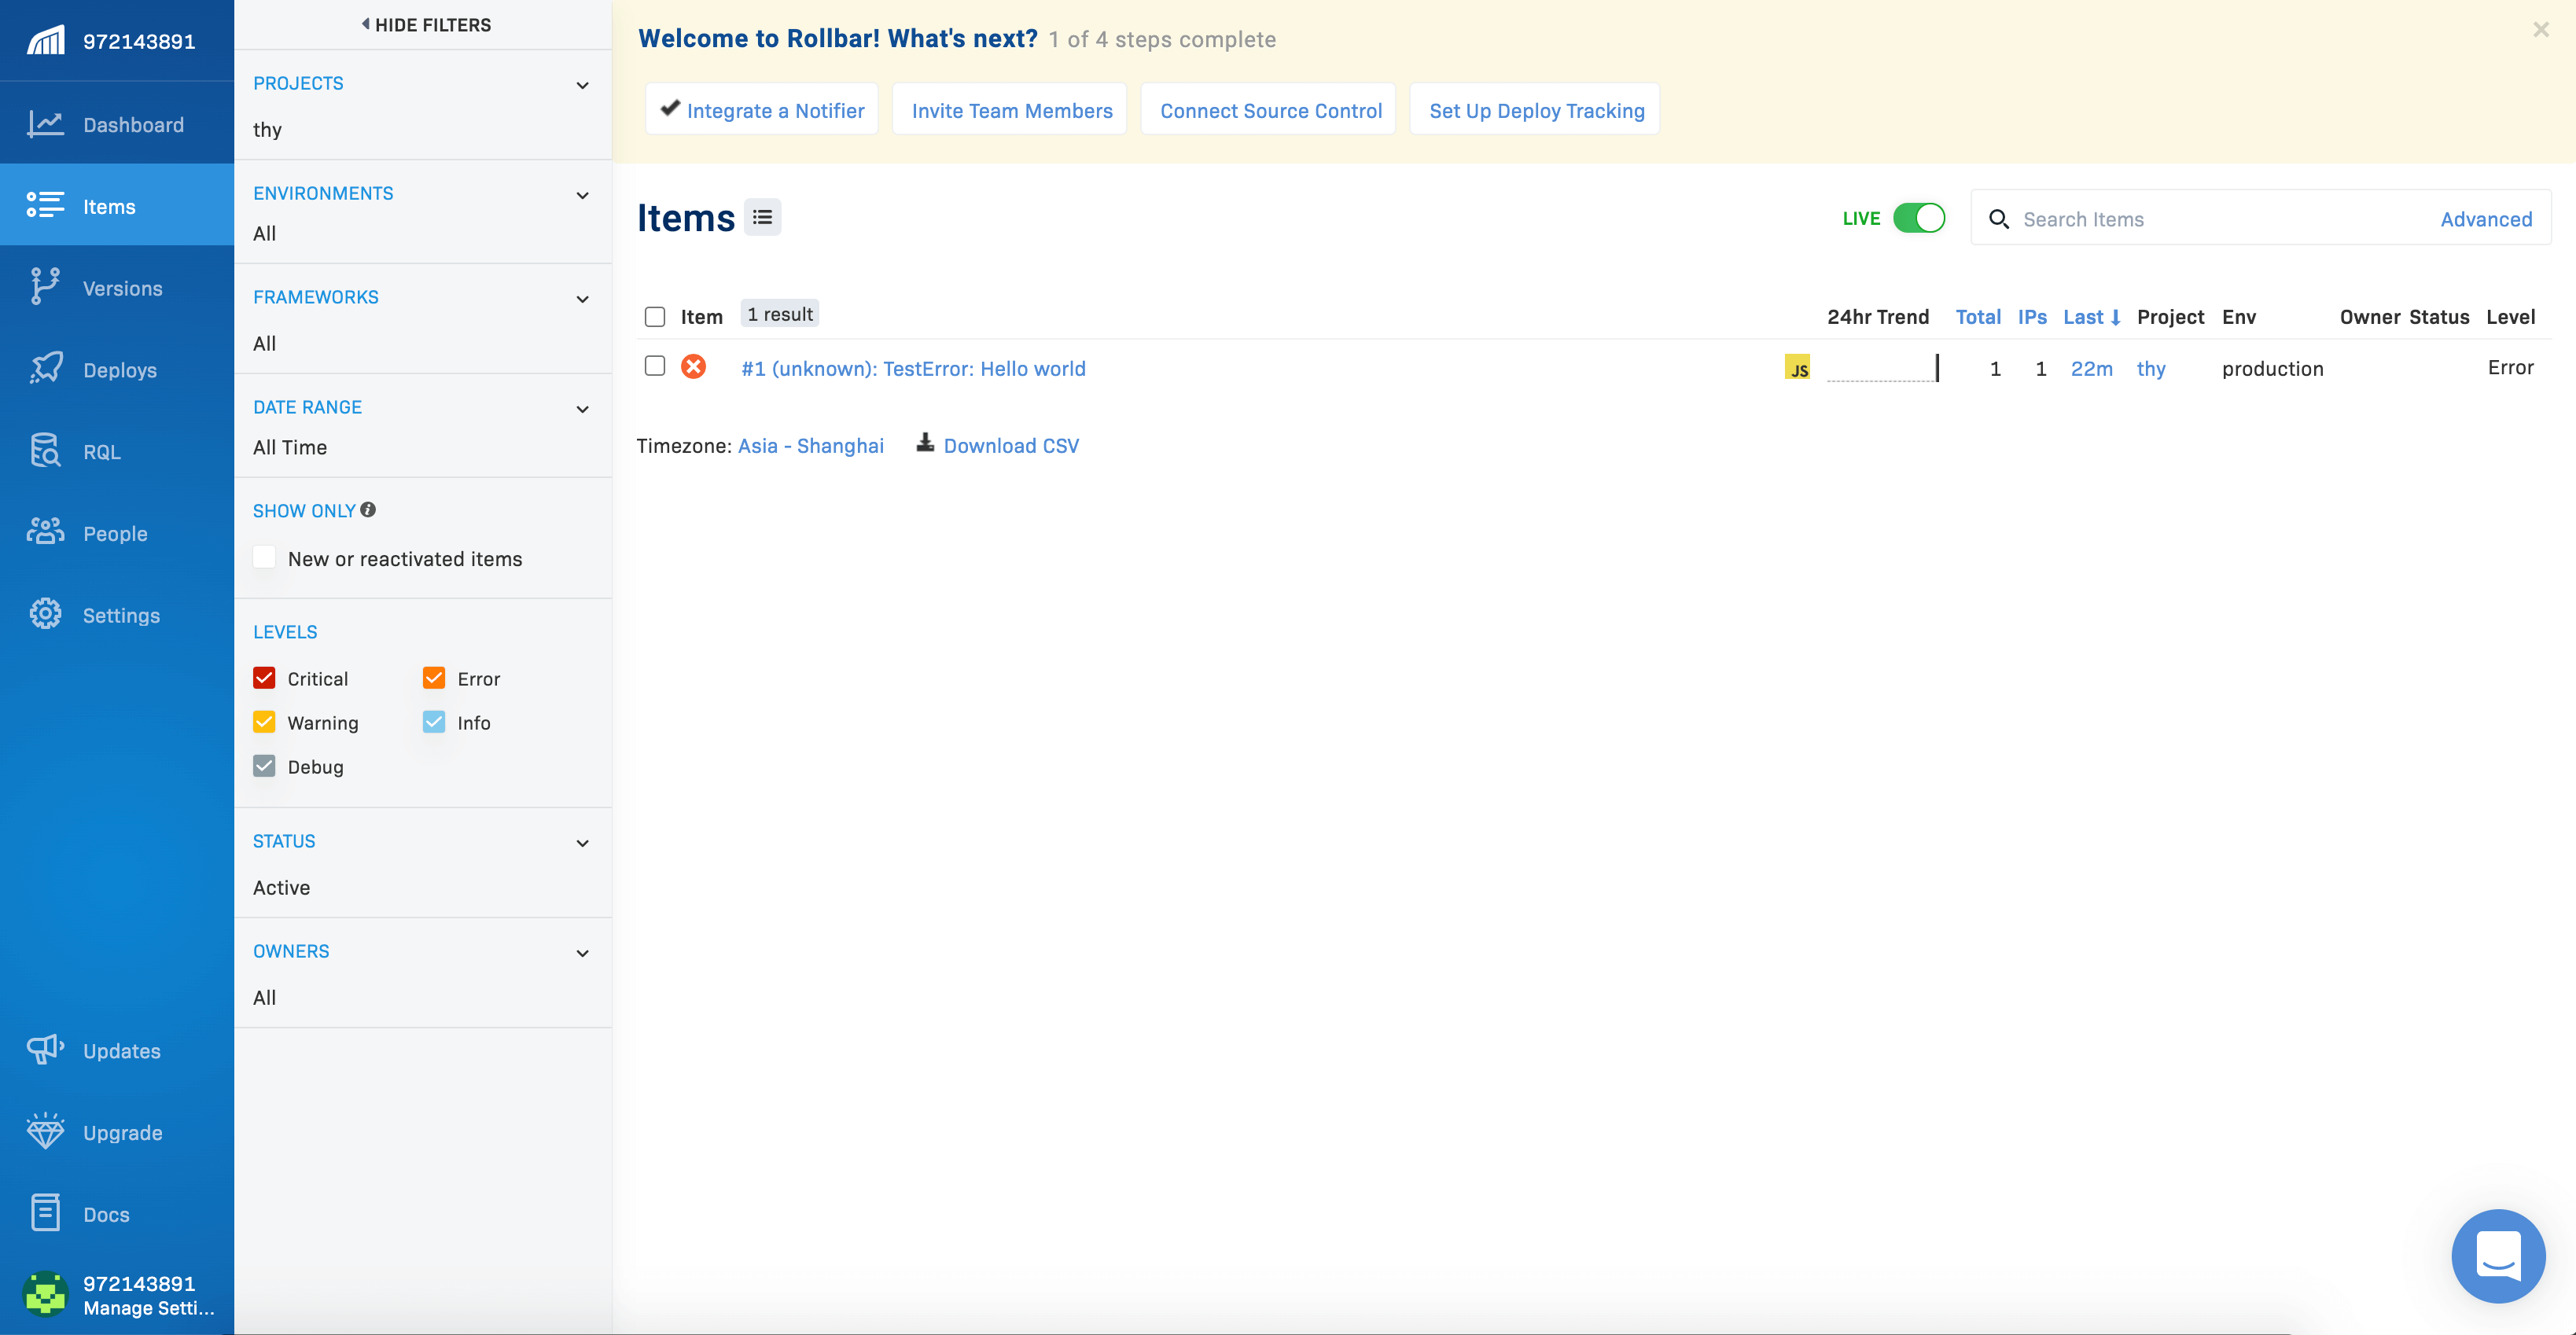 972143891
Dashboard
Items
Versions
Deploys
RQL
People
Settings
Updates
Upgrade
Docs
972143891
Manage Setti...
HIDE FILTERS
PROJECTS
thy
ENVIRONMENTS
All
FRAMEWORKS
All
DATE RANGE
All Time
SHOW ONLY
New or reactivated items
LEVELS
Critical Error
Warning Info
Debug
STATUS
Active
OWNERS
All
Welcome to Rollbar! What's next? 1 of 4 steps complete
Integrate a Notifier Invite Team Members Connect Source Control Set Up Deploy Tracking
Items LIVE Search Items Advanced
Item 1 result 24hr Trend Total IPs Last Project Env Owner Status Level
#1 (unknown): TestError: Hello world JS 1 1 22m thy production Error
Timezone: Asia - Shanghai Download CSV